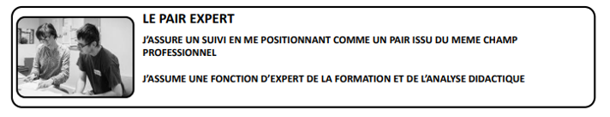 LE PAIR EXPERT
J'ASSURE UN SUIVI EN ME POSITIONNANT COMME UN PAIR ISSU DU MEME CHAMP
PROFESSIONNEL
J'ASSUME UNE FONCTION D'EXPERT DE LA FORMATION ET DE L'ANALYSE DIDACTIQUE